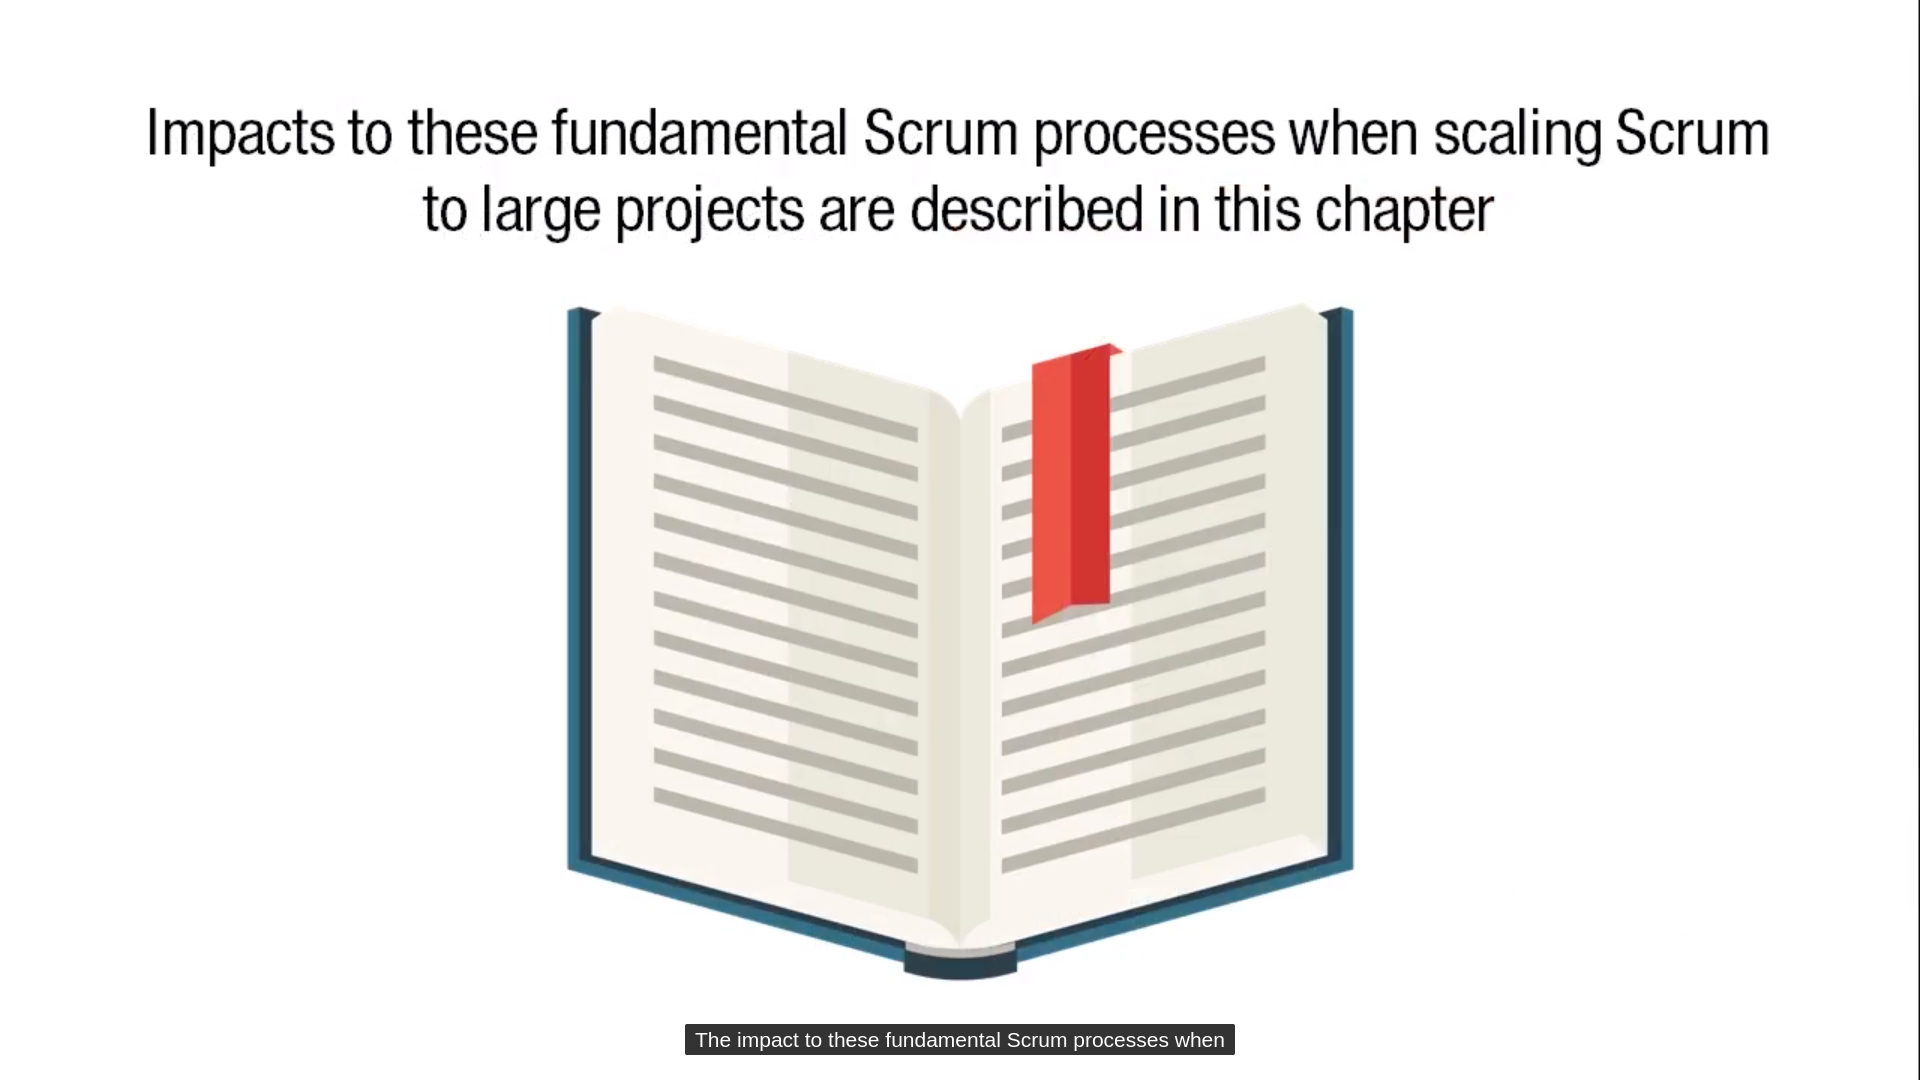 Impacts to these fundamental Scrum processes when scaling Scrum
to large projects are described in this chapter
The impact to these fundamental Scrum processes when